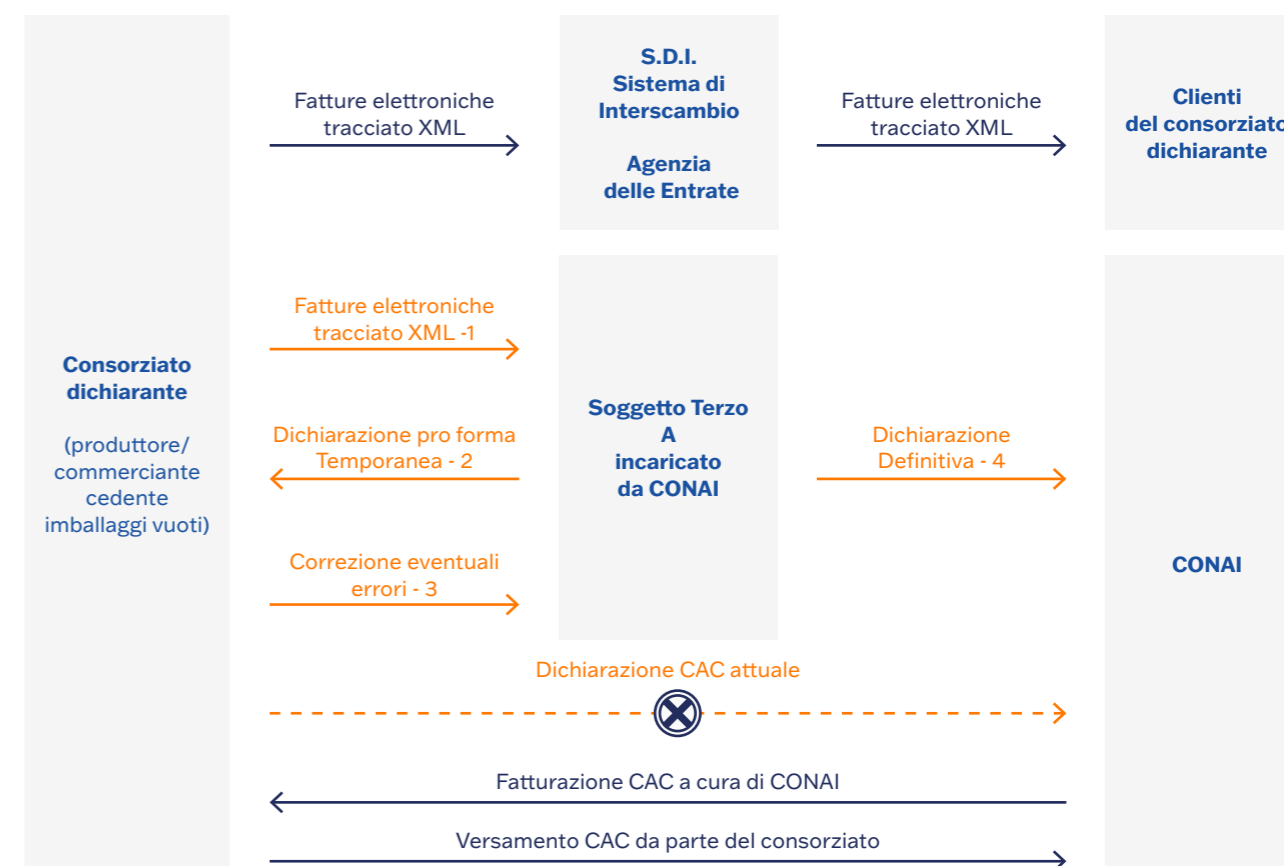 Consorziato
dichiarante
(produttore/
commerciante
cedente
imballaggi vuoti)
Fatture elettroniche
tracciato XML
S.D.I.
Sistema di
Interscambio
Agenzia
delle Entrate
Fatture elettroniche
tracciato XML
Clienti
del consorziato
dichiarante
Fatture elettroniche
tracciato XML -1
Dichiarazione pro forma
Temporanea - 2
Correzione eventuali
errori - 3
Soggetto Terzo
A
incaricato
da CONAI
Dichiarazione
Definitiva - 4
CONAI
Dichiarazione CAC attuale
Fatturazione CAC a cura di CONAI
Versamento CAC da parte del consorziato